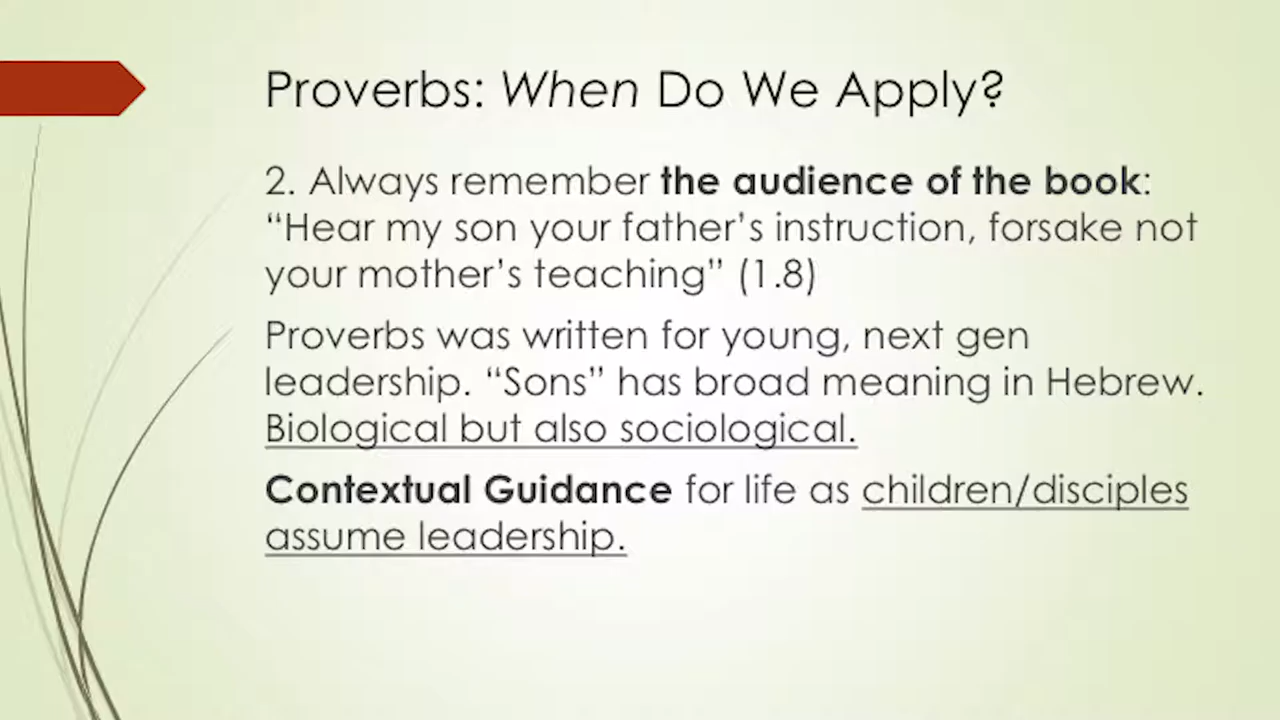 Proverbs: When Do We Apply?
2. Always remember the audience of the book:
“Hear my son your father’s instruction, forsake not
your mother’s teaching” (1.8)
Proverbs was written for young, next gen
leadership. “Sons” has broad meaning in Hebrew.
Biological but also sociological.
Contextual Guidance for life as children/disciples
assume leadership.